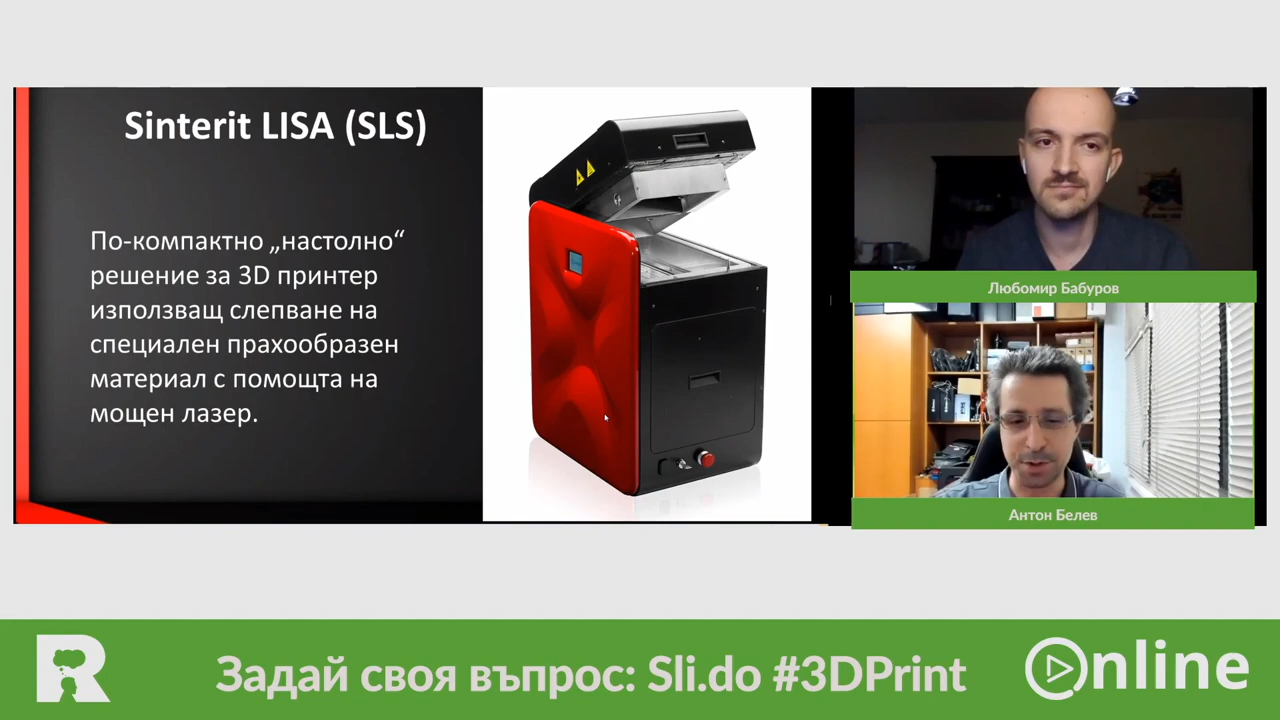 Sinterit LISA (SLS)
По-компактно „настолно“
решение за 3D принтер
използващ слепване на
специален прахообразен
материал с помощта на
мощен лазер.
Любомир Бабуров
Антон Белев
R
Задай своя въпрос: Sli.do #3DPrint
Online